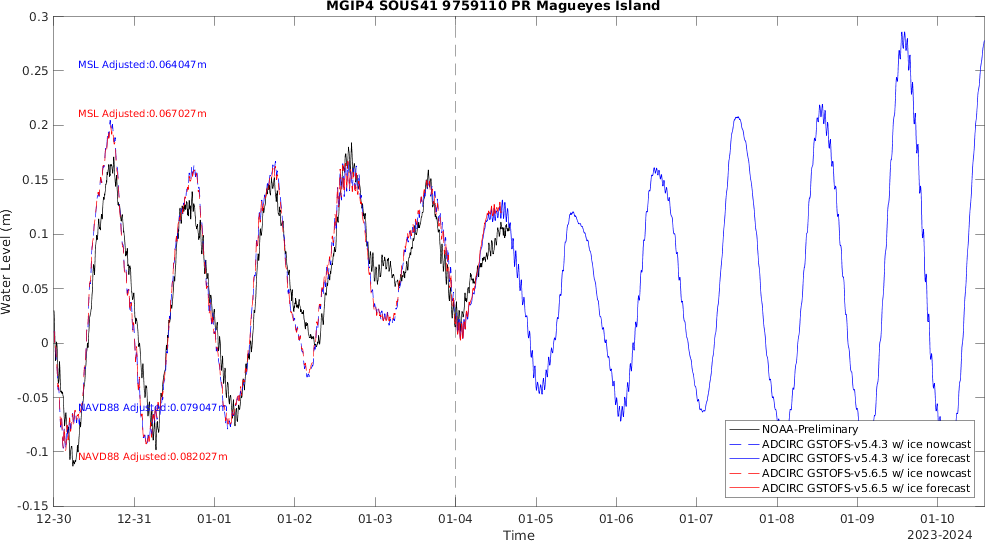 MGIP4 SOUS41 9759110 PR Magueyes Island
0.3
0.25
0.2
0.15
0.1
0.05
0
-0.05
-0.1
-0.15
Water Level (m)
MSL Adjusted:0.064047m
MSL Adjusted:0.067027m
NAVD88 Adjusted:0.079047m
NAVD88 Adjusted:0.082027m
NOAA-Preliminary
ADCIRC GSTOFS-v5.4.3 w/ ice nowcast
ADCIRC GSTOFS-v5.4.3 w/ ice forecast
ADCIRC GSTOFS-v5.6.5 w/ ice nowcast
ADCIRC GSTOFS-v5.6.5 w/ ice forecast
12-30 12-31 01-01 01-02 01-03 01-04 01-05 01-06 01-07 01-08 01-09 01-10
Time
2023-2024